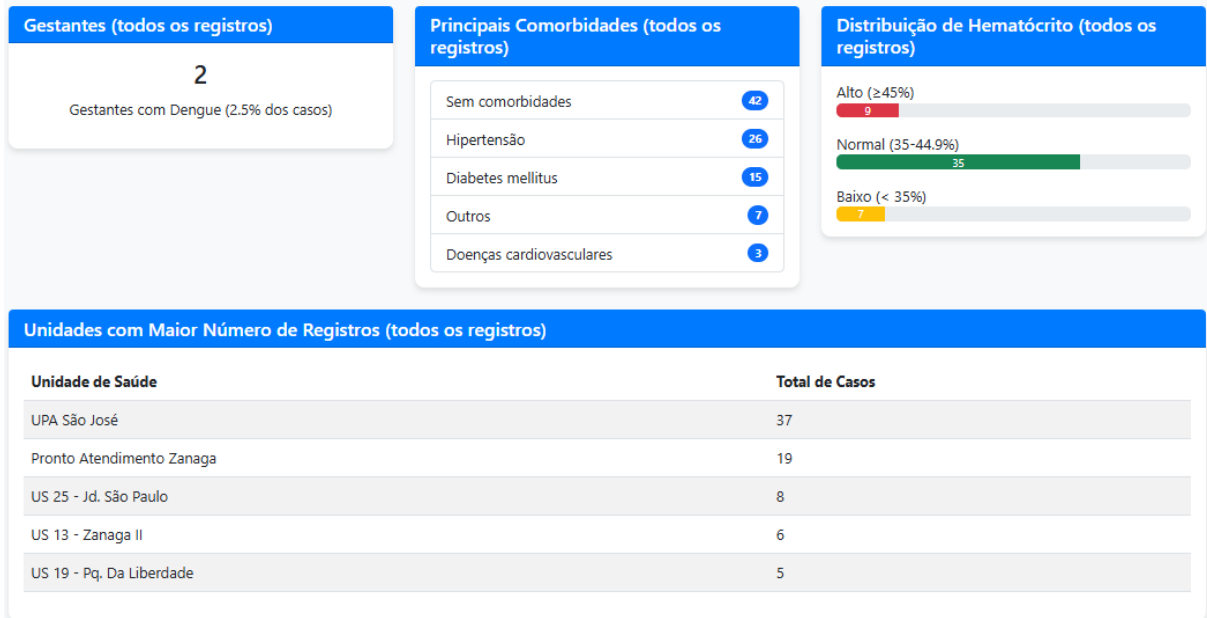 Gestantes (todos os registros)
2
Gestantes com Dengue (2.5% dos casos)
Principais Comorbidades (todos os
registros)
Sem comorbidades 42
Hipertensão 26
Diabetes mellitus 15
Outros 7
Doenças cardiovasculares 3
Distribuição de Hematócrito (todos os
registros)
Alto (≥45%)
9
Normal (35-44.9%)
35
Baixo (< 35%)
7
Unidades com Maior Número de Registros (todos os registros)
Unidade de Saúde Total de Casos
UPA São José 37
Pronto Atendimento Zanaga 19
US 25 - Jd. São Paulo 8
US 13 - Zanaga II 6
US 19 - Pq. Da Liberdade 5